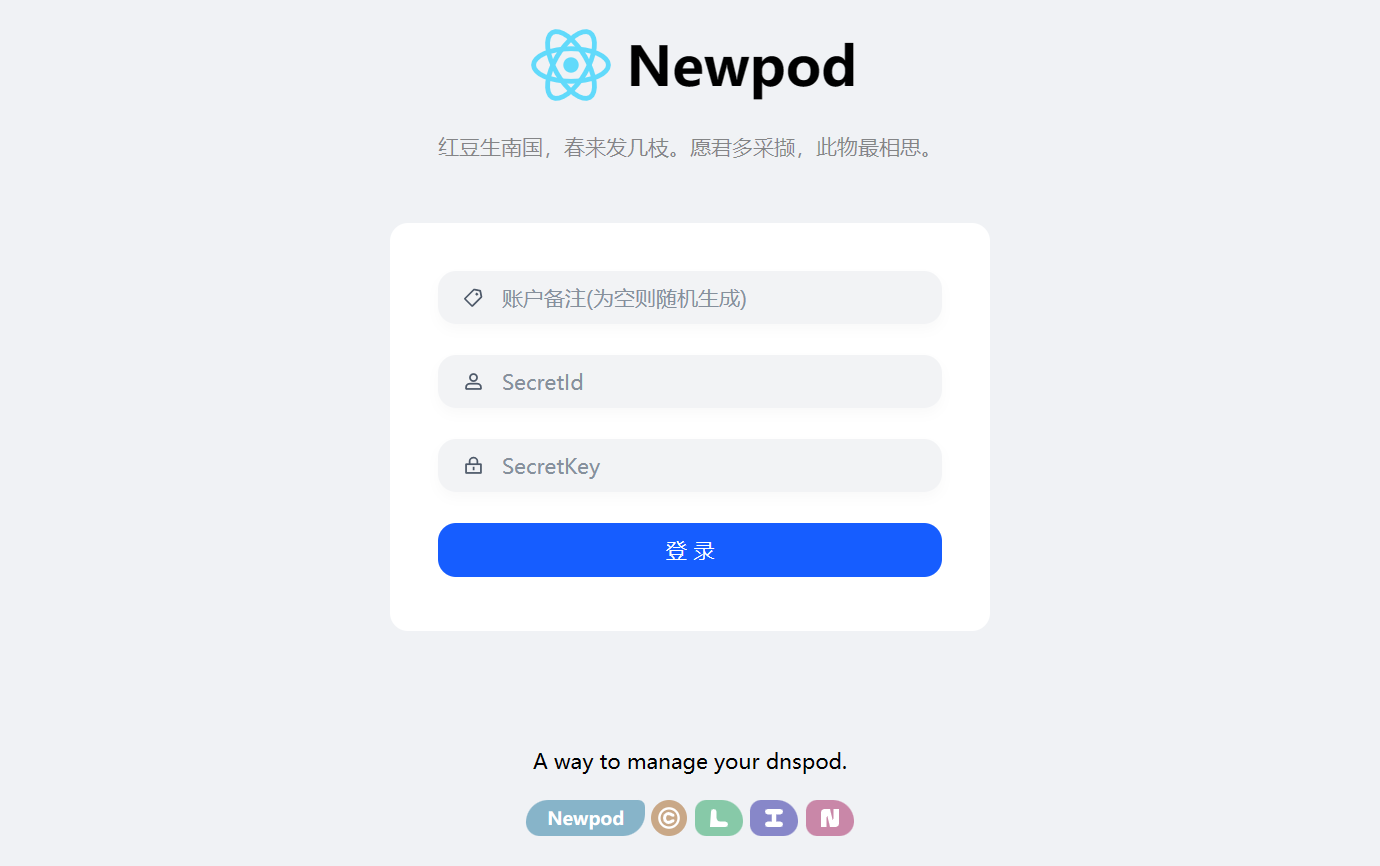 Newpod
红豆生南国，春来发几枝。愿君多采撷，此物最相思。
账户备注(为空则随机生成)
SecretId
SecretKey
登 录
A way to manage your dnspod.
Newpod © L I N